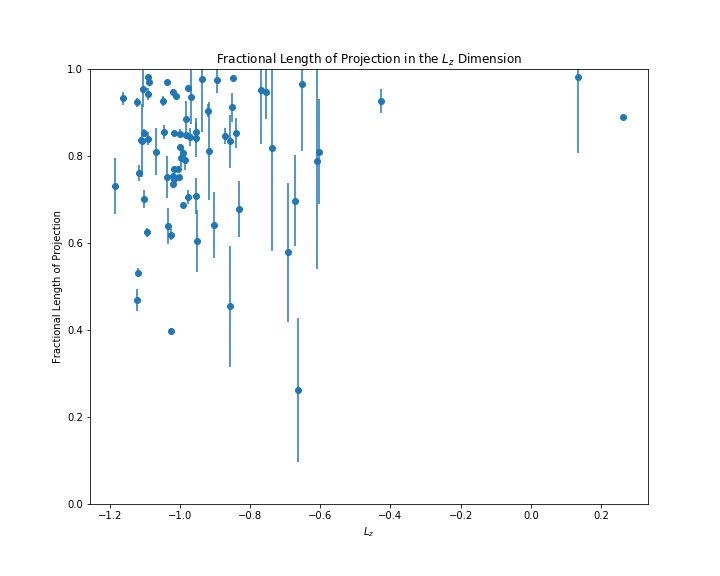 Fractional Length of Projection in the L_z Dimension
1.0
0.8
0.6
0.4
0.2
0.0
Fractional Length of Projection
−1.2 −1.0 −0.8 −0.6 −0.4 −0.2 0.0 0.2
L_z